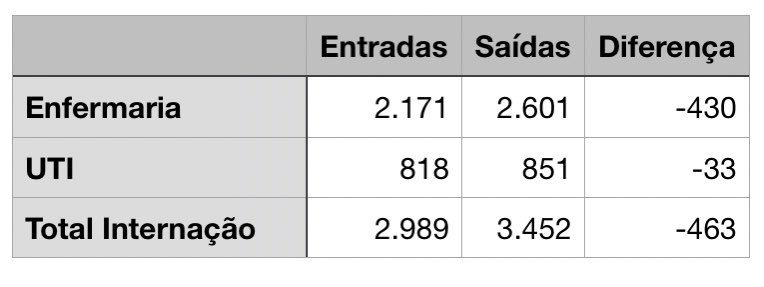 Entradas Saídas Diferença
Enfermaria 2.171 2.601 -430
UTI 818 851 -33
Total Internação 2.989 3.452 -463